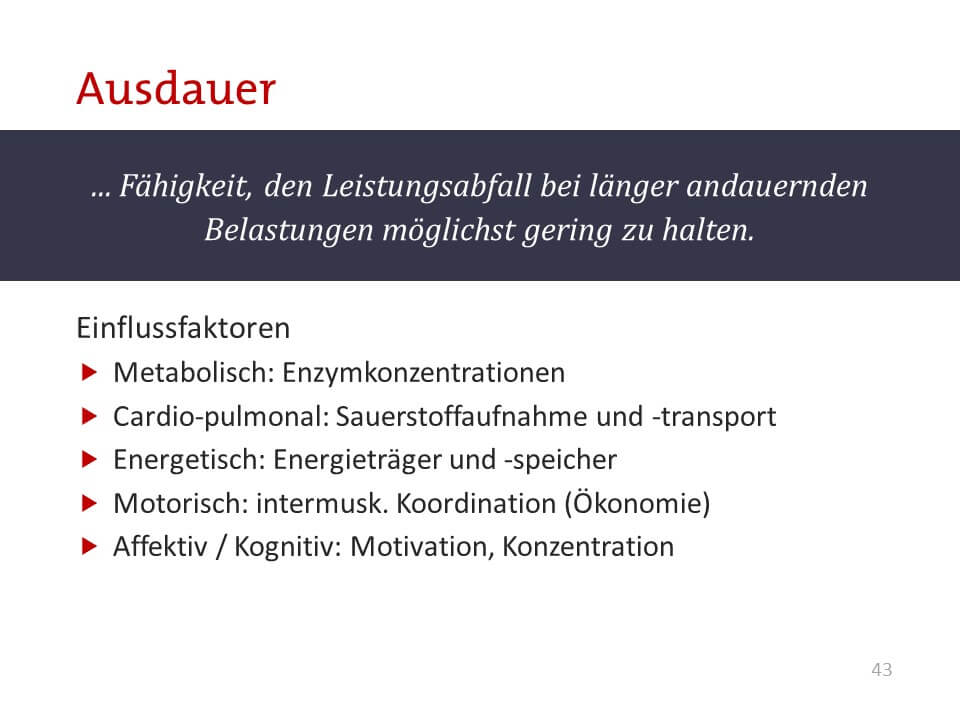 Ausdauer
... Fähigkeit, den Leistungsabfall bei länger andauernden
Belastungen möglichst gering zu halten.
Einflussfaktoren
Metabolisch: Enzymkonzentrationen
Cardio-pulmonal: Sauerstoffaufnahme und -transport
Energetisch: Energieträger und -speicher
Motorisch: intermusk. Koordination (Ökonomie)
Affektiv / Kognitiv: Motivation, Konzentration
43